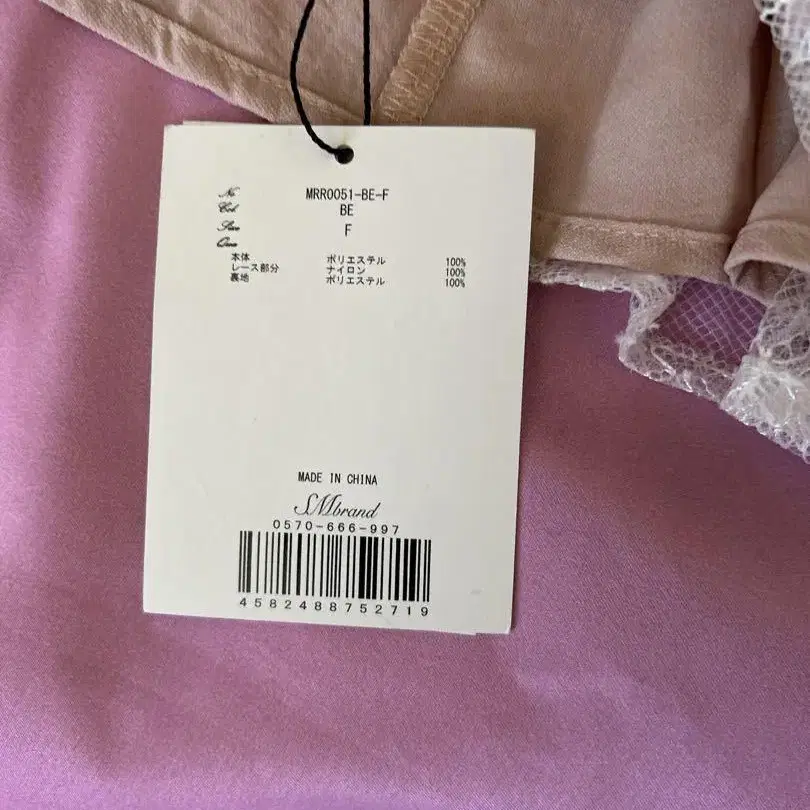 No MRR0051-BE-F
Col BE
Size F
Qua
本体 ポリエステル 100%
レース部分 ナイロン 100%
裏地 ポリエステル 100%
MADE IN CHINA
SMbrand
0570-666-997
4582488752719